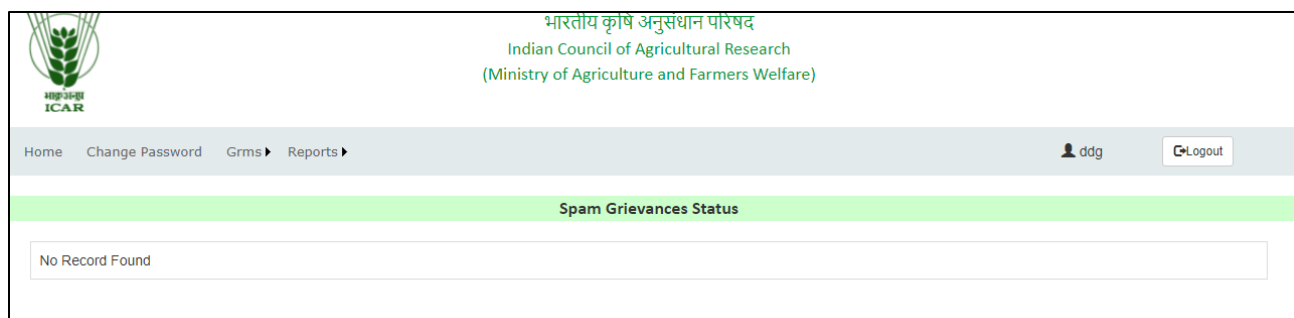 भारतीय कृषि अनुसंधान परिषद
Indian Council of Agricultural Research
(Ministry of Agriculture and Farmers Welfare)
भाकृअनुप
ICAR
Home Change Password Grms Reports ddg Logout
Spam Grievances Status
No Record Found